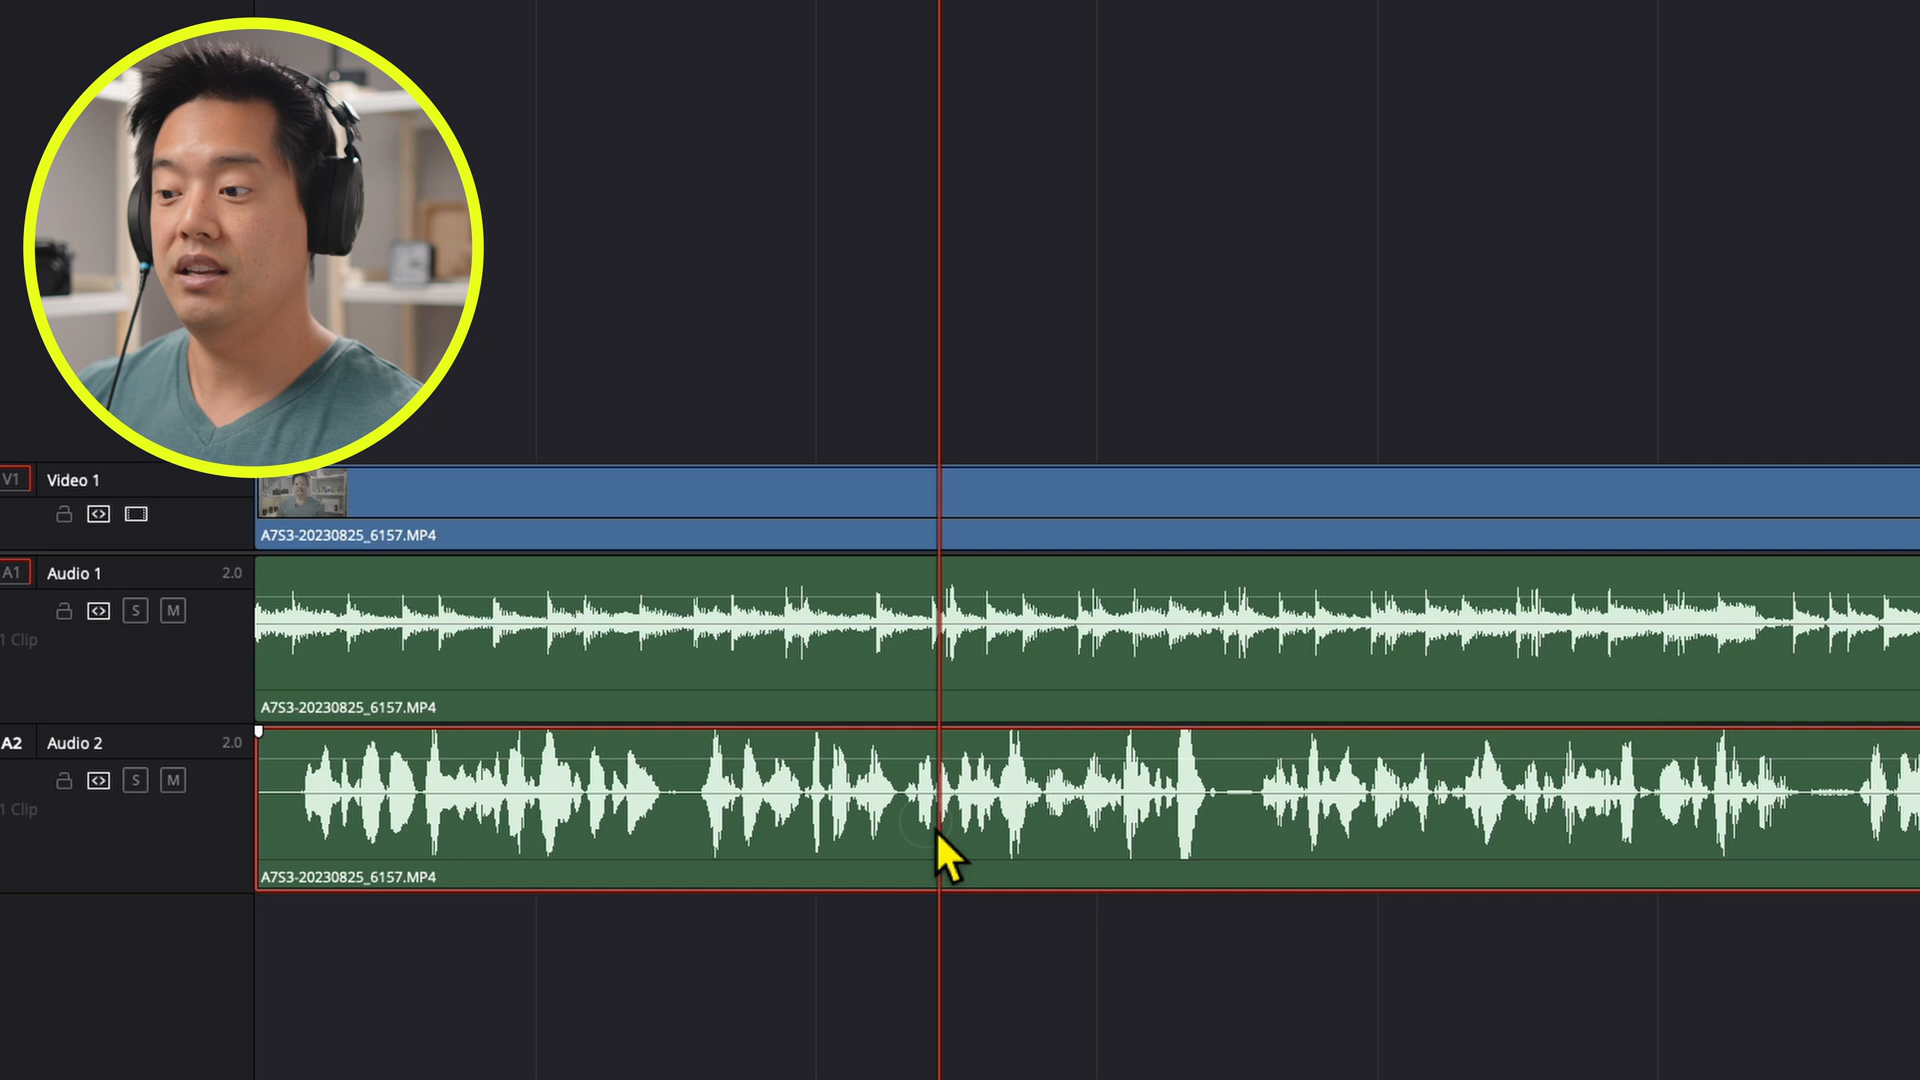 V1 Video 1
A7S3-20230825_6157.MP4
A1 Audio 1 2.0
S M
1 Clip
A7S3-20230825_6157.MP4
A2 Audio 2 2.0
S M
1 Clip
A7S3-20230825_6157.MP4